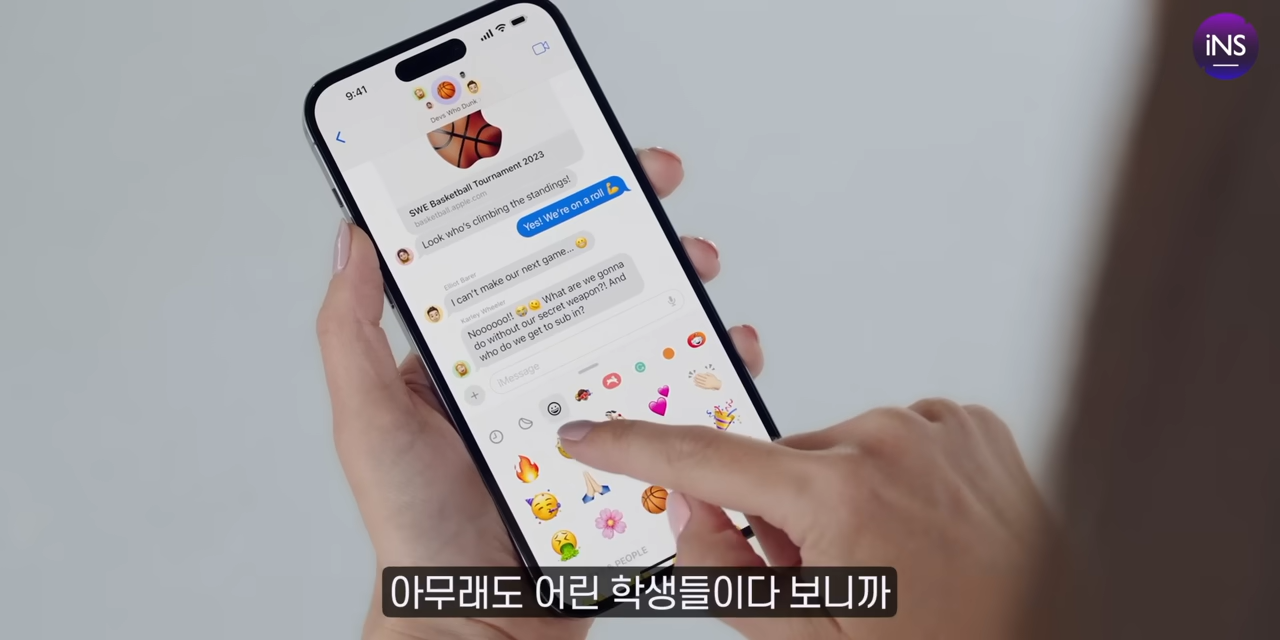 iNS
9:41
Devs Who Dunk
SWE Basketball Tournament 2023
basketball.apple.com
Look who's climbing the standings!
Yes! We're on a roll 💪
Elliot Barer
I can't make our next game... 
Karley Wheeler
Noooooo!! 😭 What are we gonna
do without our secret weapon?! And
who do we get to sub in?
iMessage
PEOPLE
아무래도 어린 학생들이다 보니까